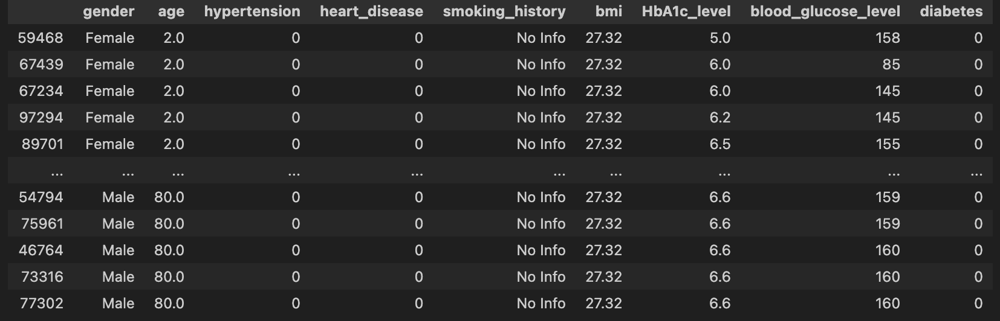 gender age hypertension heart_disease smoking_history bmi HbA1c_level blood_glucose_level diabetes
59468 Female 2.0 0 0 No Info 27.32 5.0 158 0
67439 Female 2.0 0 0 No Info 27.32 6.0 85 0
67234 Female 2.0 0 0 No Info 27.32 6.0 145 0
97294 Female 2.0 0 0 No Info 27.32 6.2 145 0
89701 Female 2.0 0 0 No Info 27.32 6.5 155 0
... ... ... ... ... ... ... ... ... ...
54794 Male 80.0 0 0 No Info 27.32 6.6 159 0
75961 Male 80.0 0 0 No Info 27.32 6.6 159 0
46764 Male 80.0 0 0 No Info 27.32 6.6 160 0
73316 Male 80.0 0 0 No Info 27.32 6.6 160 0
77302 Male 80.0 0 0 No Info 27.32 6.6 160 0